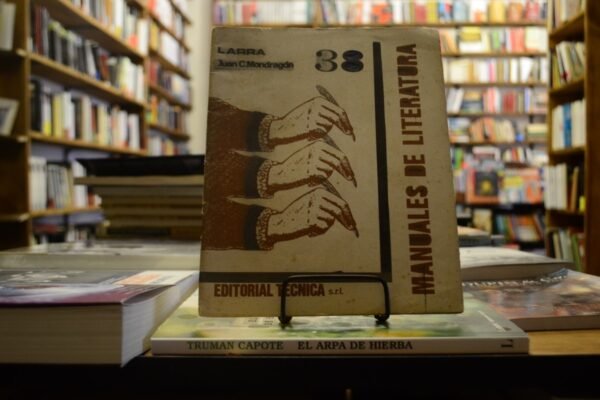 LARRA
Juan C. Mondragón
38
MANUALES DE LITERATURA
EDITORIAL TECNICA s.r.l.
TRUMAN CAPOTE EL ARPA DE HIERBA